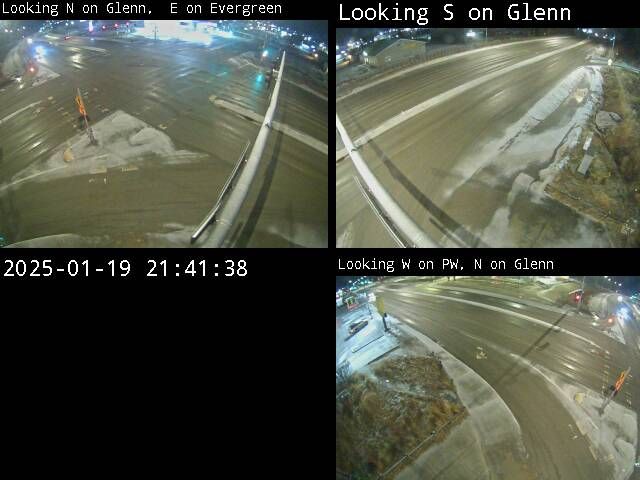 Looking N on Glenn,  E on Evergreen
Looking S on Glenn
2025-01-19 21:41:38
Looking W on PW, N on Glenn